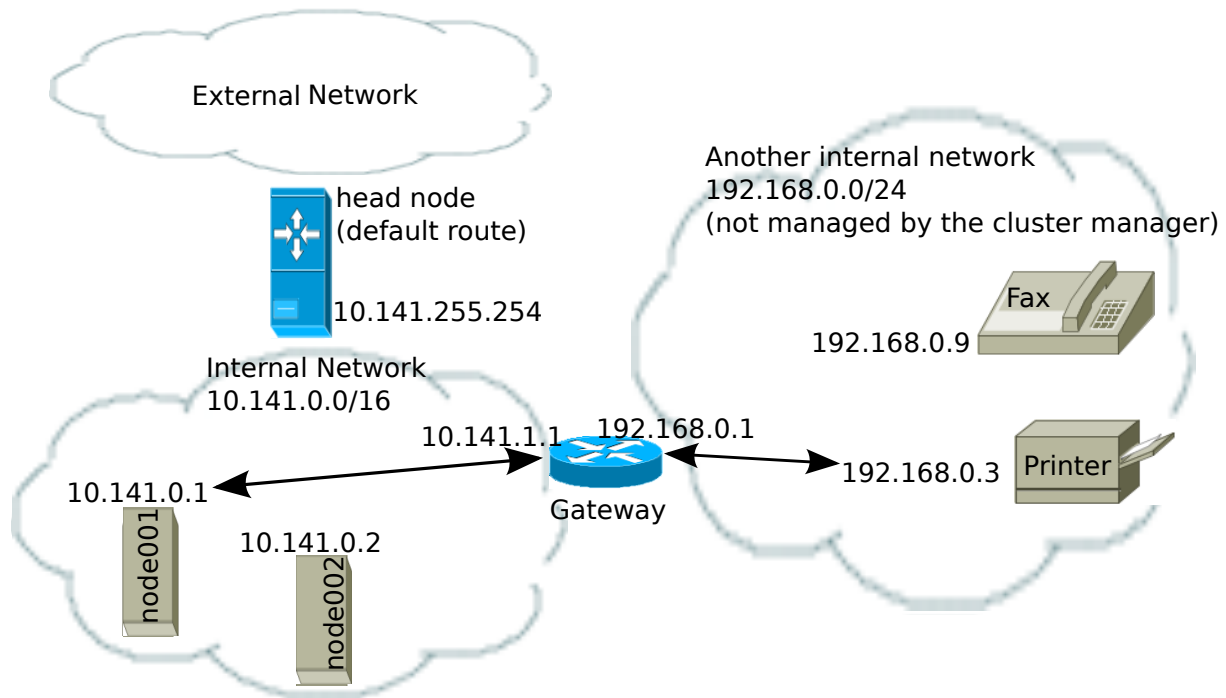 External Network
head node
(default route)
10.141.255.254
Another internal network
192.168.0.0/24
(not managed by the cluster manager)
Fax
192.168.0.9
Internal Network
10.141.0.0/16
10.141.1.1
192.168.0.1
Gateway
192.168.0.3
Printer
10.141.0.1
node001
10.141.0.2
node002